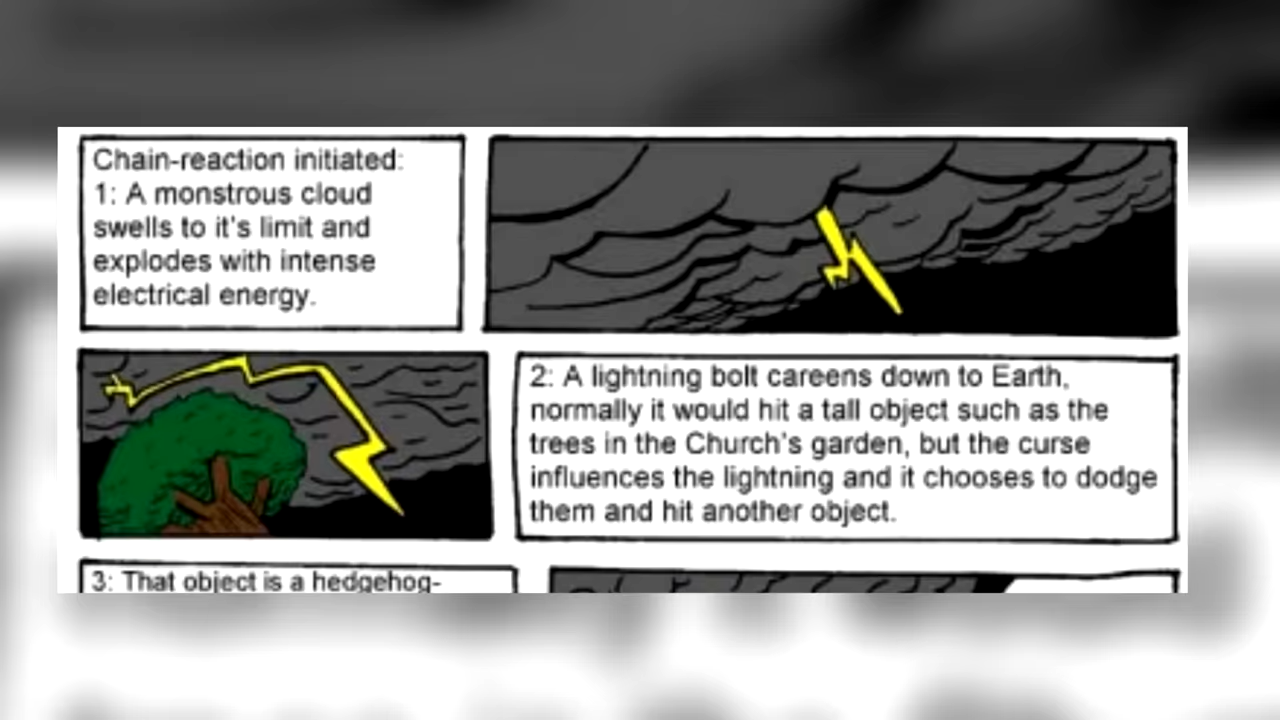 Chain-reaction initiated:
1: A monstrous cloud
swells to it's limit and
explodes with intense
electrical energy.
2: A lightning bolt careens down to Earth,
normally it would hit a tall object such as the
trees in the Church's garden, but the curse
influences the lightning and it chooses to dodge
them and hit another object.
3: That object is a hedgehog-